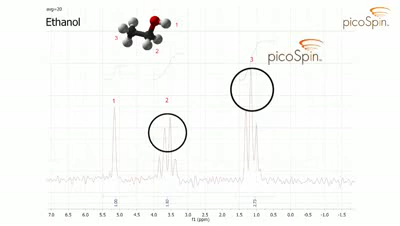 avg=20
Ethanol
picoSpin
picoSpin
1
3
2
1
2
3
7.0 6.5 6.0 5.5 5.0 4.5 4.0 3.5 3.0 2.5 2.0 1.5 1.0 0.5 0.0 -0.5 -1.0 -1.5
f1 (ppm)